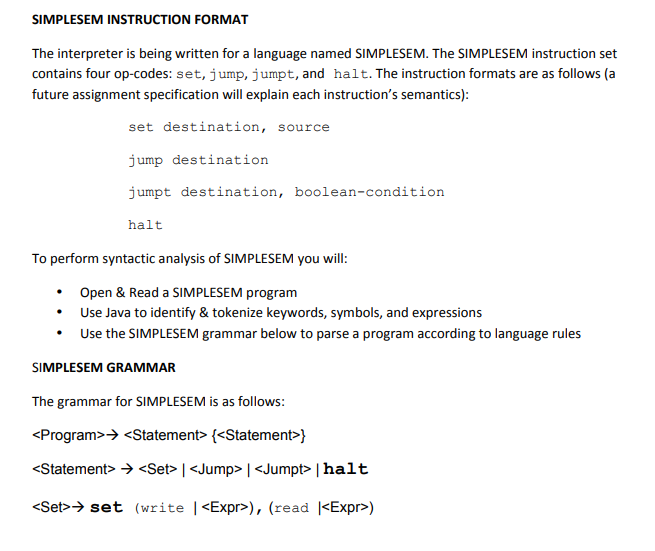 SIMPLESEM INSTRUCTION FORMAT
The interpreter is being written for a language named SIMPLESEM. The SIMPLESEM instruction set
contains four op-codes: set, jump, jumpt, and halt. The instruction formats are as follows (a
future assignment specification will explain each instruction's semantics):
set destination, source
jump destination
jumpt destination, boolean-condition
halt
To perform syntactic analysis of SIMPLESEM you will:
• Open & Read a SIMPLESEM program
• Use Java to identify & tokenize keywords, symbols, and expressions
• Use the SIMPLESEM grammar below to parse a program according to language rules
SIMPLESEM GRAMMAR
The grammar for SIMPLESEM is as follows:
<Program>→ <Statement> {<Statement>}
<Statement> → <Set> | <Jump> | <Jumpt> | halt
<Set>→ set (write | <Expr>), (read |<Expr>)